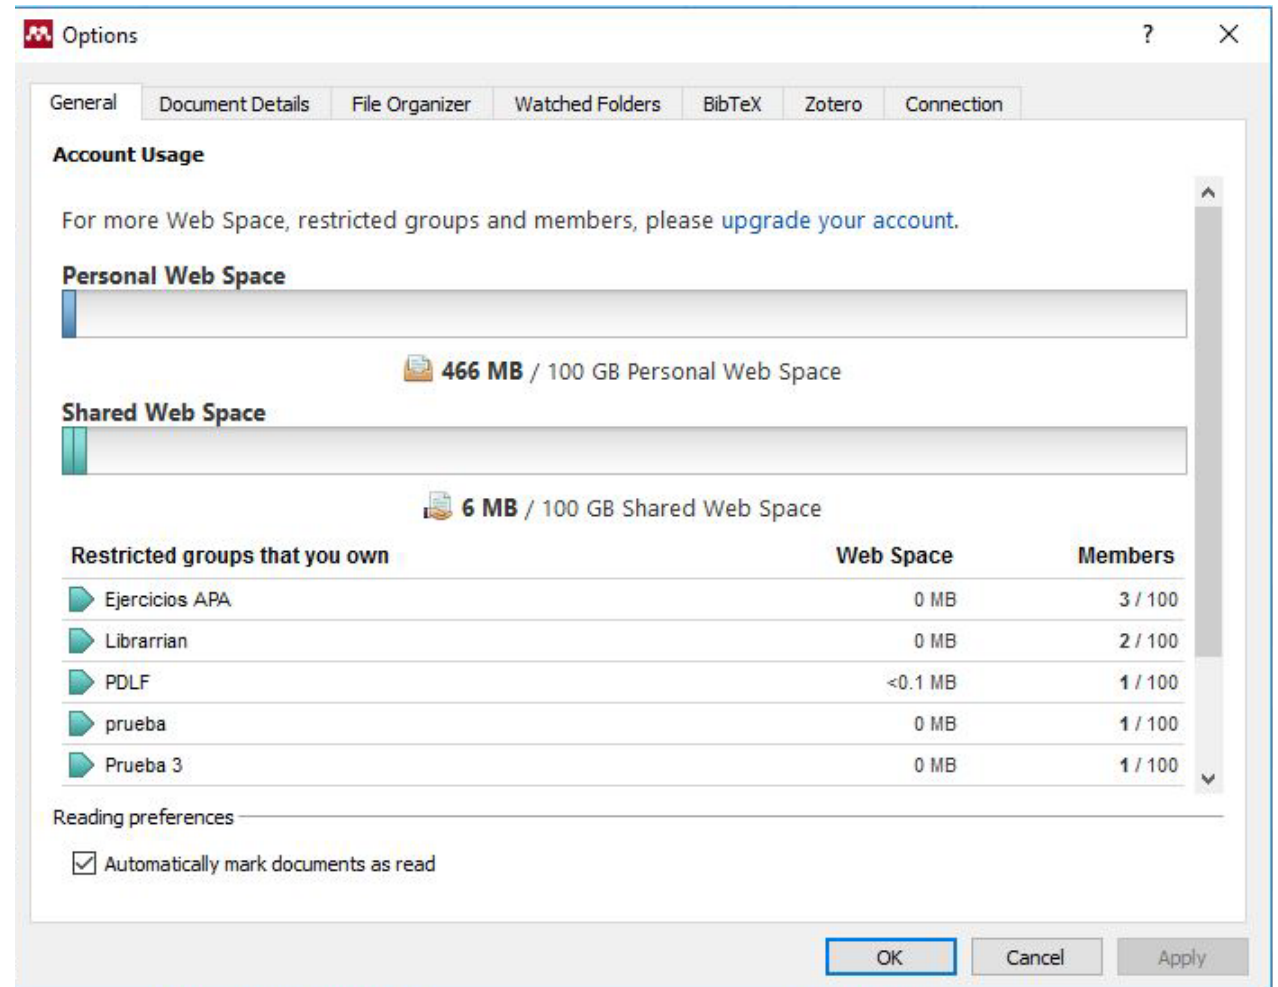 Options
?
General Document Details File Organizer Watched Folders BibTeX Zotero Connection
Account Usage
For more Web Space, restricted groups and members, please upgrade your account.
Personal Web Space
466 MB / 100 GB Personal Web Space
Shared Web Space
6 MB / 100 GB Shared Web Space
Restricted groups that you own Web Space Members
Ejercicios APA 0 MB 3 / 100
Librarrian 0 MB 2 / 100
PDLF <0.1 MB 1 / 100
prueba 0 MB 1 / 100
Prueba 3 0 MB 1 / 100
Reading preferences
Automatically mark documents as read
OK Cancel Apply